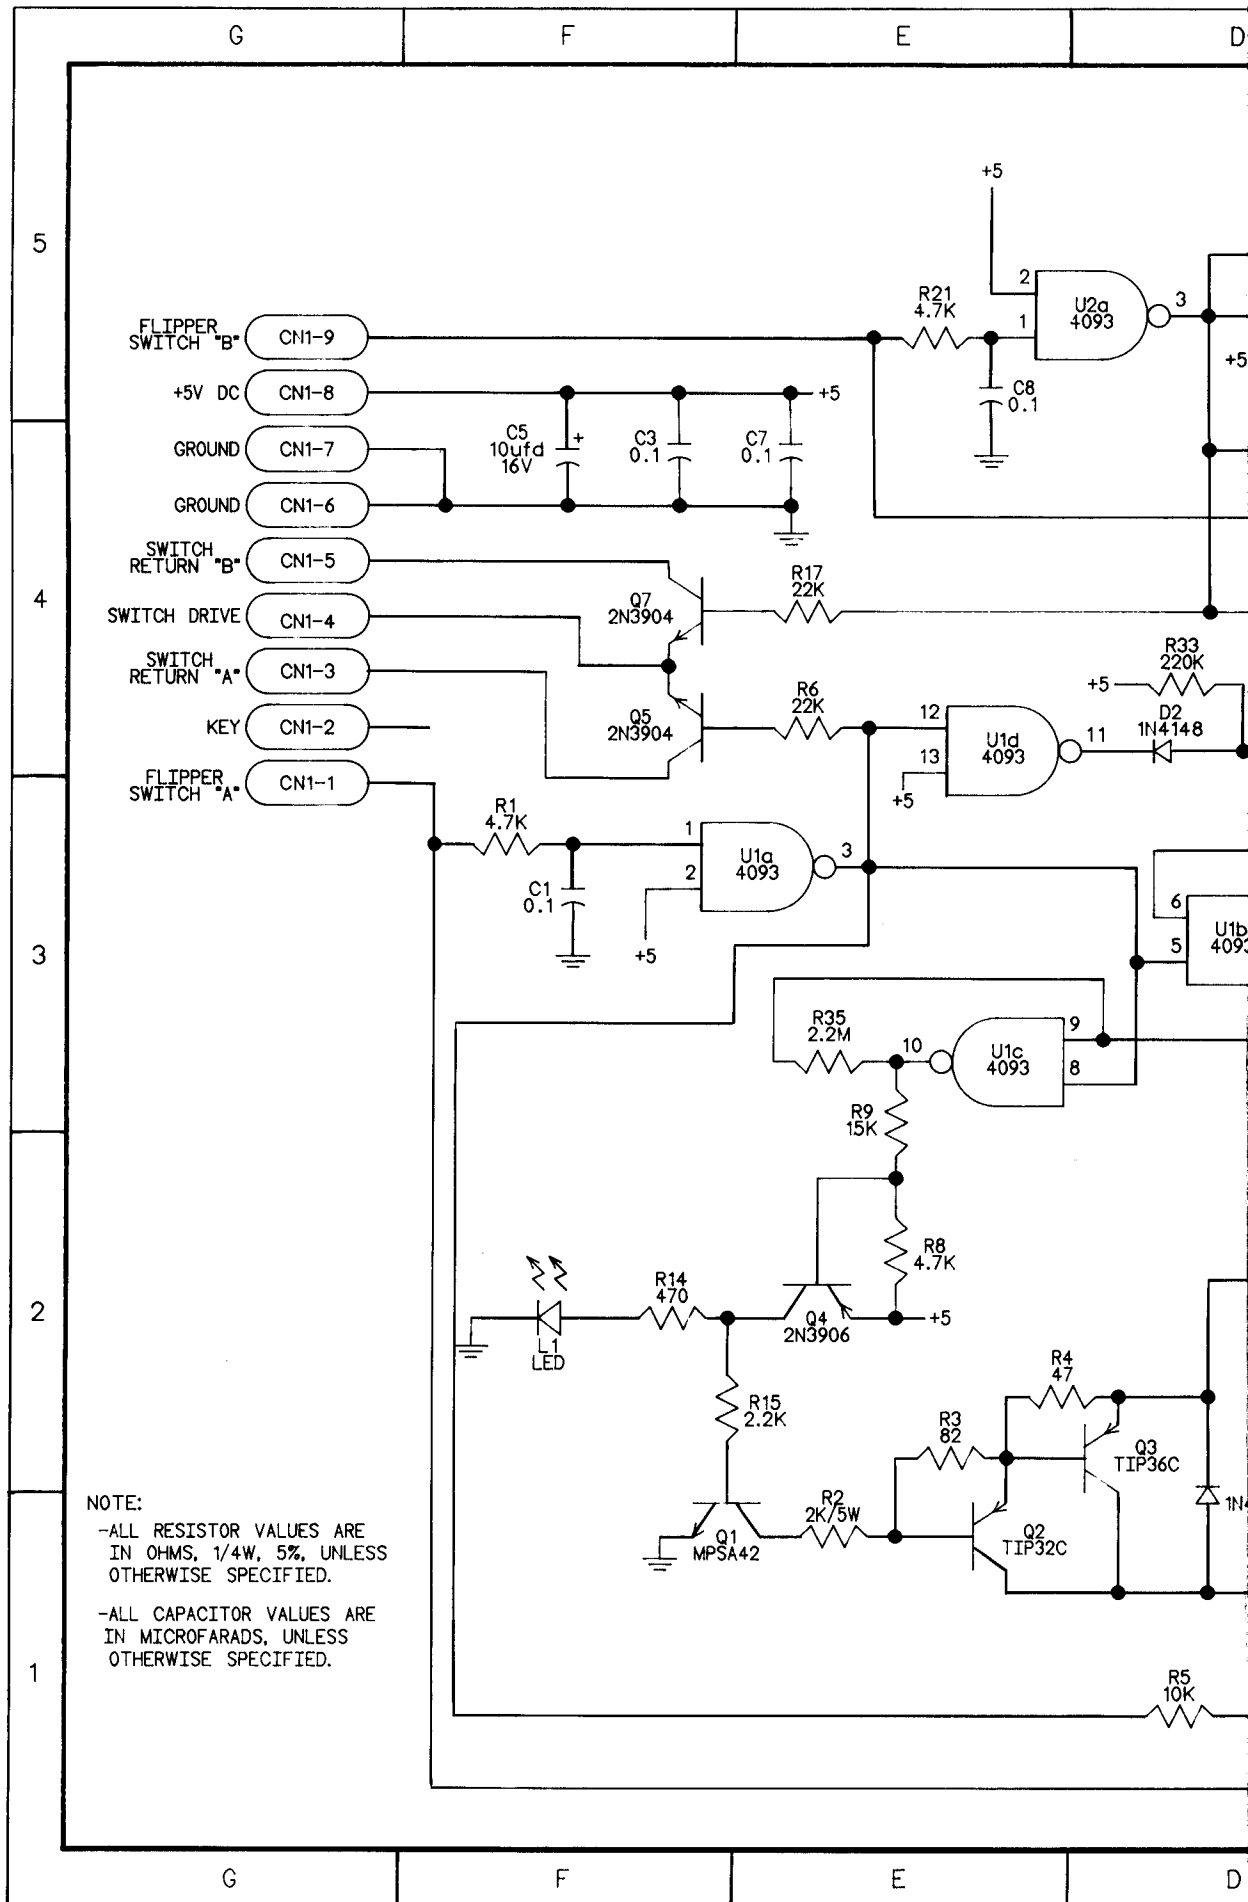 G F E D
5
+5
2
U2a
4093
3
1
R21
4.7K
C8
0.1
+5
FLIPPER
SWITCH "B"
CN1-9
+5V DC
CN1-8
+5
GROUND
CN1-7
C5
10ufd
16V
+
C3
0.1
C7
0.1
GROUND
CN1-6
SWITCH
RETURN "B"
CN1-5
4
SWITCH DRIVE
CN1-4
Q7
2N3904
R17
22K
SWITCH
RETURN "A"
CN1-3
R33
220K
+5
KEY
CN1-2
Q5
2N3904
R6
22K
12
13
U1d
4093
11
D2
1N4148
+5
FLIPPER
SWITCH "A"
CN1-1
R1
4.7K
1
2
U1a
4093
3
C1
0.1
+5
6
5
U1b
4093
3
R35
2.2M
10
U1c
4093
9
8
R9
15K
R8
4.7K
2
L1
LED
R14
470
Q4
2N3906
+5
R15
2.2K
R4
47
R3
82
Q3
TIP36C
Q1
MPSA42
R2
2K/5W
Q2
TIP32C
1N4
NOTE:
-ALL RESISTOR VALUES ARE
IN OHMS, 1/4W, 5%, UNLESS
OTHERWISE SPECIFIED.
-ALL CAPACITOR VALUES ARE
IN MICROFARADS, UNLESS
OTHERWISE SPECIFIED.
1
R5
10K
G F E D